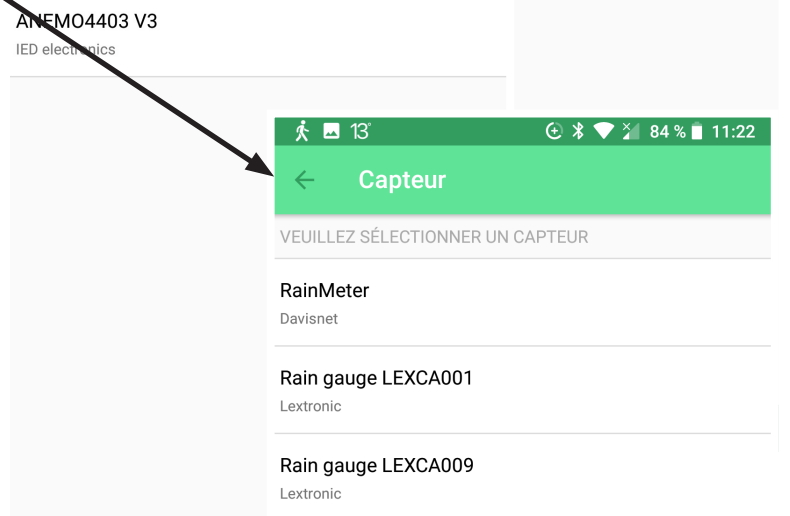 ANEMO4403 V3
IED electronics
13°
84 % 11:22
Capteur
VEUILLEZ SÉLECTIONNER UN CAPTEUR
RainMeter
Davisnet
Rain gauge LEXCA001
Lextronic
Rain gauge LEXCA009
Lextronic